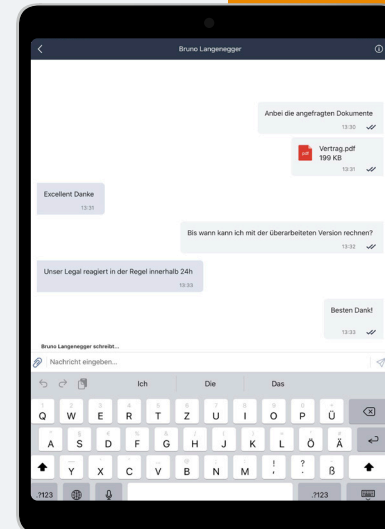 Bruno Langenegger
Anbei die angefragten Dokumente
13:30
pdf
Vertrag.pdf
199 KB
13:31
Excellent Danke
13:31
Bis wann kann ich mit der überarbeiteten Version rechnen?
13:32
Unser Legal reagiert in der Regel innerhalb 24h
13:33
Besten Dank!
13:33
Bruno Langenegger schreibt...
Nachricht eingeben...
Ich Die Das
Q W E R T Z U I O P Ü
A S D F G H J K L Ö Ä
Y X C V B N M ! , ? . ß
.?123 .?123